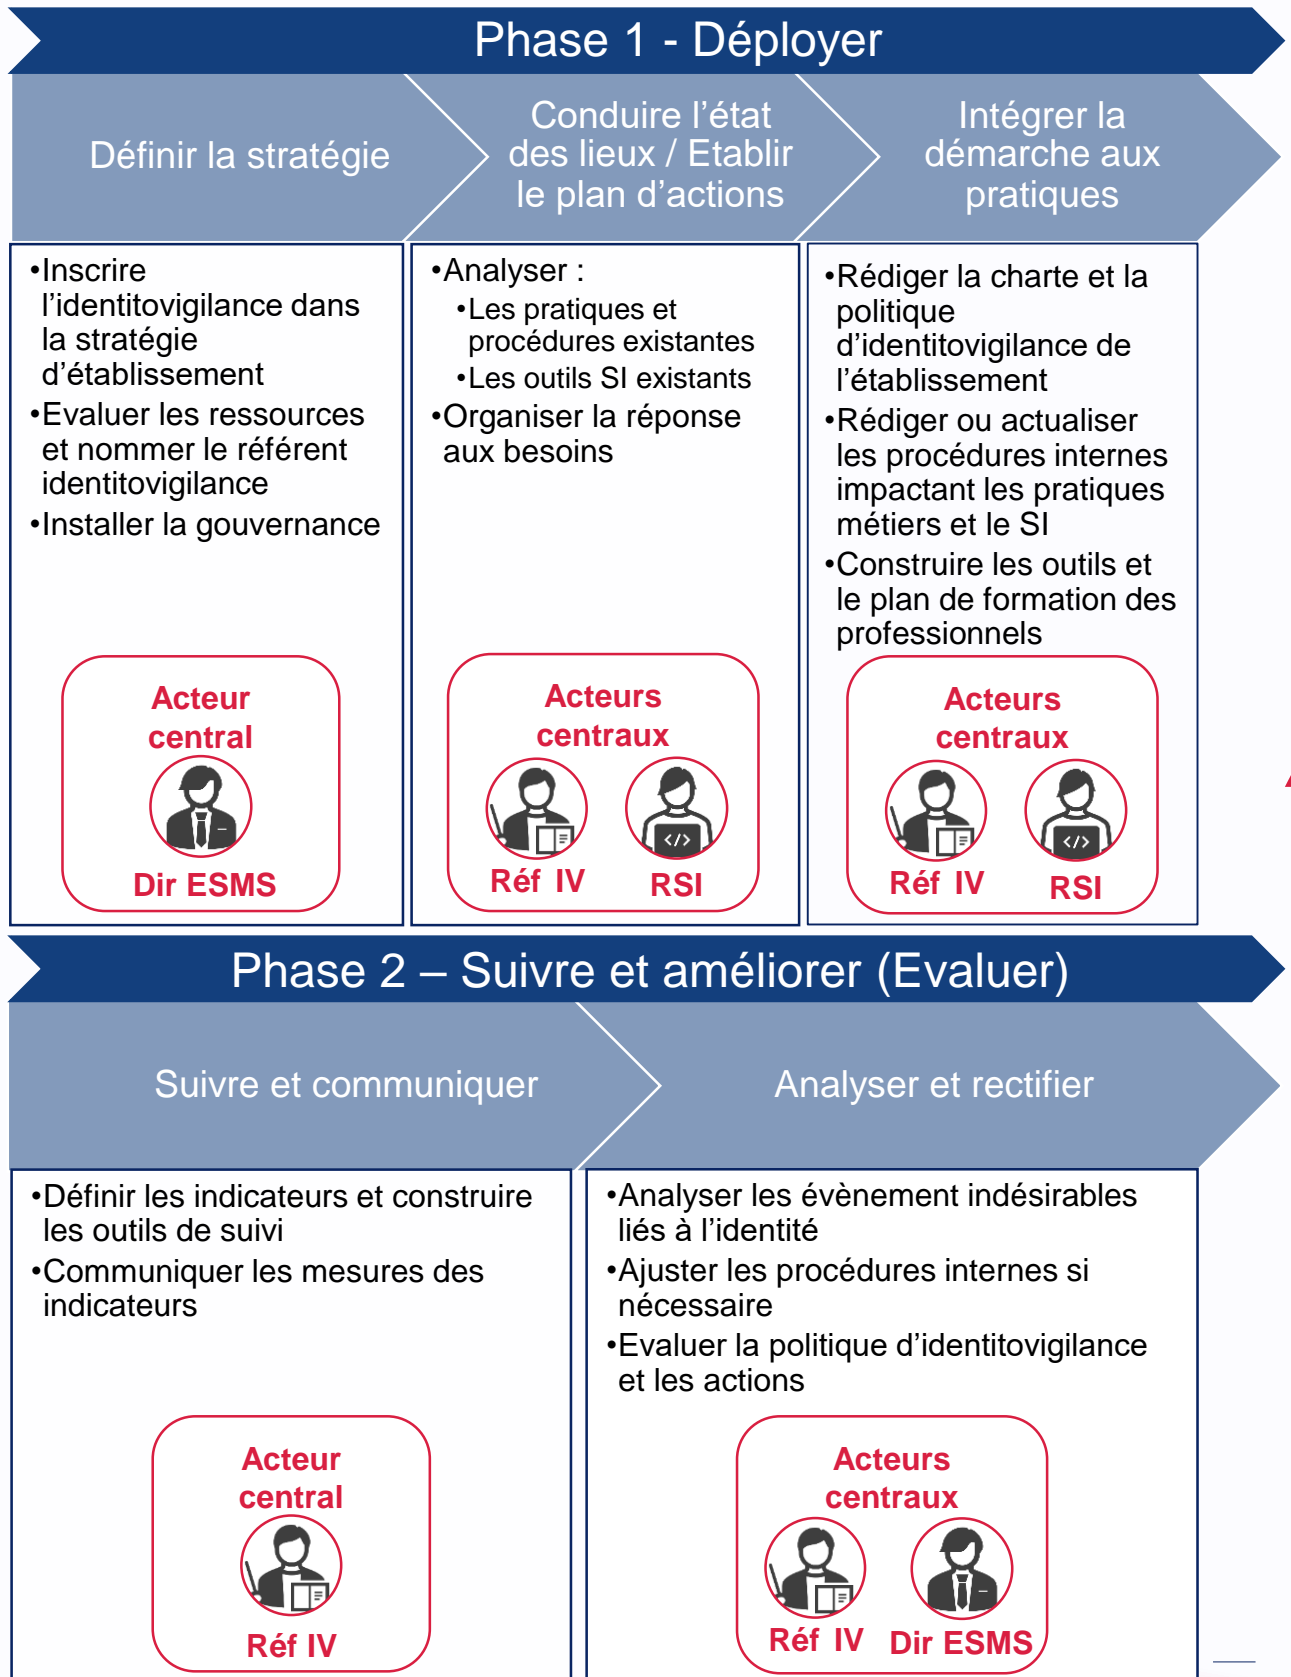 Phase 1 - Déployer
Définir la stratégie
Conduire l’état
des lieux / Etablir
le plan d’actions
Intégrer la
démarche aux
pratiques
•Inscrire
l’identitovigilance dans
la stratégie
d’établissement
•Evaluer les ressources
et nommer le référent
identitovigilance
•Installer la gouvernance
Acteur
central
Dir ESMS
•Analyser :
•Les pratiques et
procédures existantes
•Les outils SI existants
•Organiser la réponse
aux besoins
Acteurs
centraux
</>
Réf IV
RSI
•Rédiger la charte et la
politique
d’identitovigilance de
l’établissement
•Rédiger ou actualiser
les procédures internes
impactant les pratiques
métiers et le SI
•Construire les outils et
le plan de formation des
professionnels
Acteurs
centraux
</>
Réf IV
RSI
Phase 2 – Suivre et améliorer (Evaluer)
Suivre et communiquer
Analyser et rectifier
•Définir les indicateurs et construire
les outils de suivi
•Communiquer les mesures des
indicateurs
Acteur
central
Réf IV
•Analyser les évènement indésirables
liés à l’identité
•Ajuster les procédures internes si
nécessaire
•Evaluer la politique d’identitovigilance
et les actions
Acteurs
centraux
Réf IV
Dir ESMS